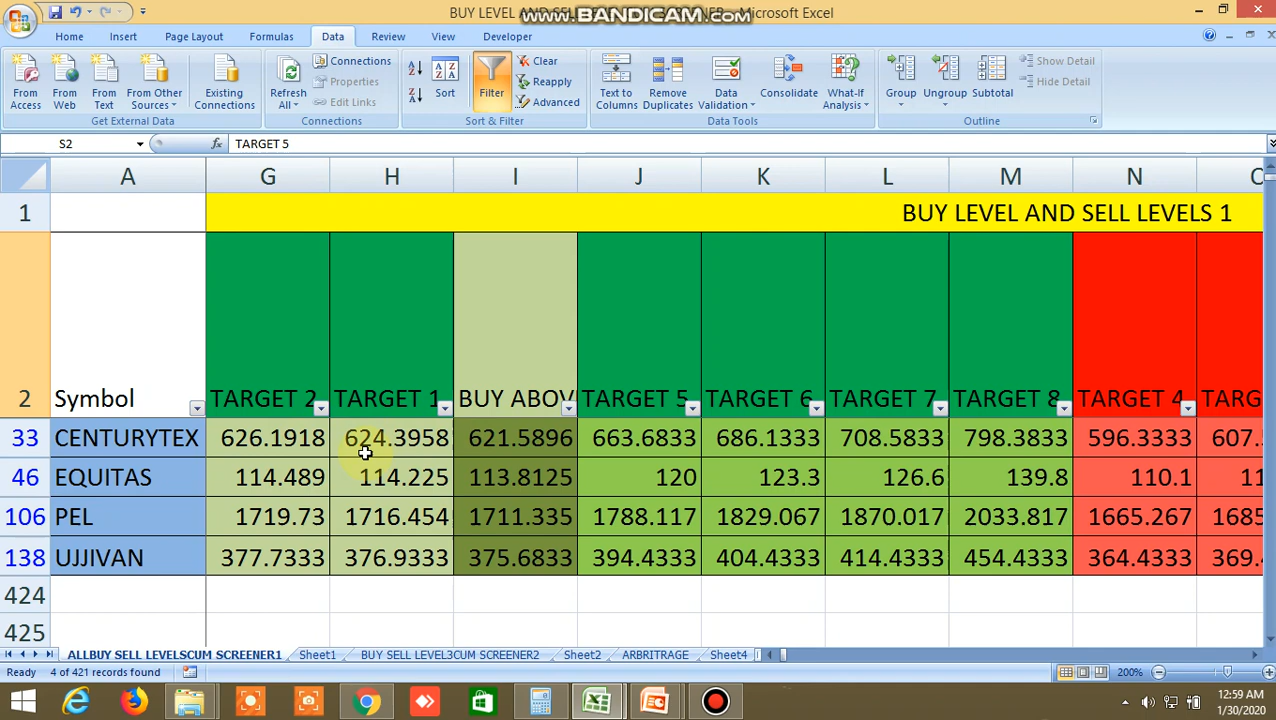 BUY LEVEL AND SEL www.BANDICAM.com - Microsoft Excel
Home Insert Page Layout Formulas Data Review View Developer
From Access From Web From Text From Other Sources Existing Connections Get External Data
Refresh All Connections Properties Edit Links Connections
Sort Filter Clear Reapply Advanced Sort & Filter
Text to Columns Remove Duplicates Data Validation Consolidate What-If Analysis Data Tools
Group Ungroup Subtotal Show Detail Hide Detail Outline
S2 fx TARGET 5
A G H I J K L M N
1 BUY LEVEL AND SELL LEVELS 1
2 Symbol TARGET 2 TARGET 1 BUY ABOV TARGET 5 TARGET 6 TARGET 7 TARGET 8 TARGET 4 TARG
33 CENTURYTEX 626.1918 624.3958 621.5896 663.6833 686.1333 708.5833 798.3833 596.3333 607.
46 EQUITAS 114.489 114.225 113.8125 120 123.3 126.6 139.8 110.1 11
106 PEL 1719.73 1716.454 1711.335 1788.117 1829.067 1870.017 2033.817 1665.267 1685
138 UJJIVAN 377.7333 376.9333 375.6833 394.4333 404.4333 414.4333 454.4333 364.4333 369.
424
425
ALLBUY SELL LEVELSCUM SCREENER1 Sheet1 BUY SELL LEVEL3CUM SCREENER2 Sheet2 ARBRITRAGE Sheet4
Ready 4 of 421 records found 200%
12:59 AM
1/30/2020